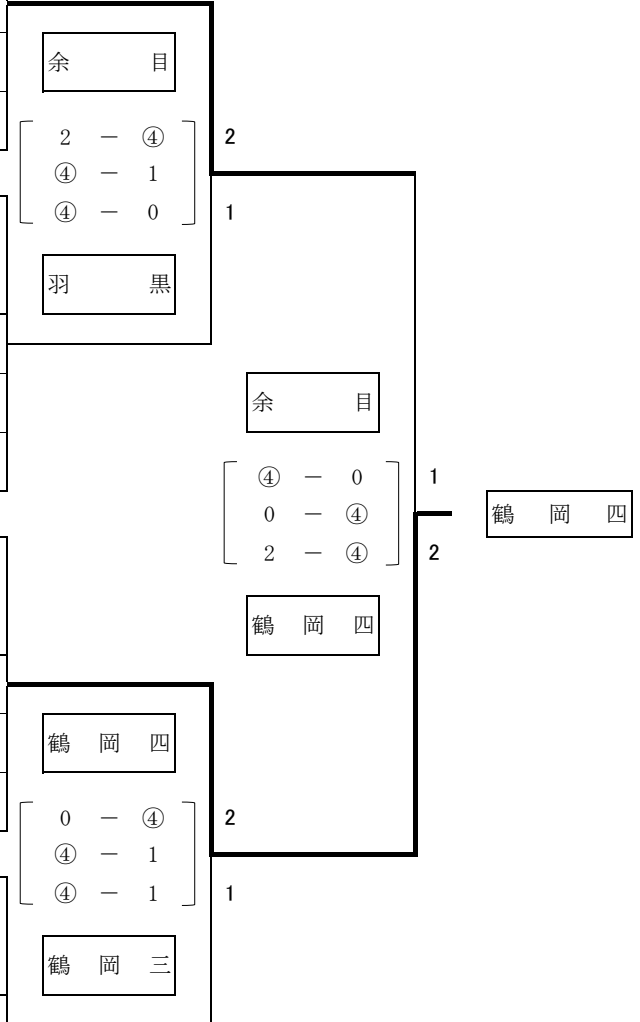 余 目
2 － ④ 2
④ － 1
④ － 0 1
羽 黒
余 目
④ － 0 1
0 － ④ 鶴 岡 四
2 － ④ 2
鶴 岡 四
鶴 岡 四
0 － ④ 2
④ － 1
④ － 1 1
鶴 岡 三